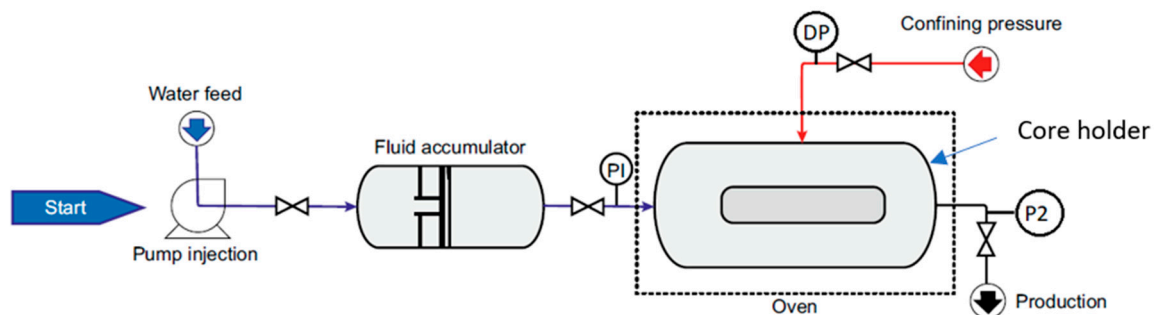 DP
Confining pressure
Water feed
Fluid accumulator
PI
Core holder
Start
P2
Pump injection
Oven
Production